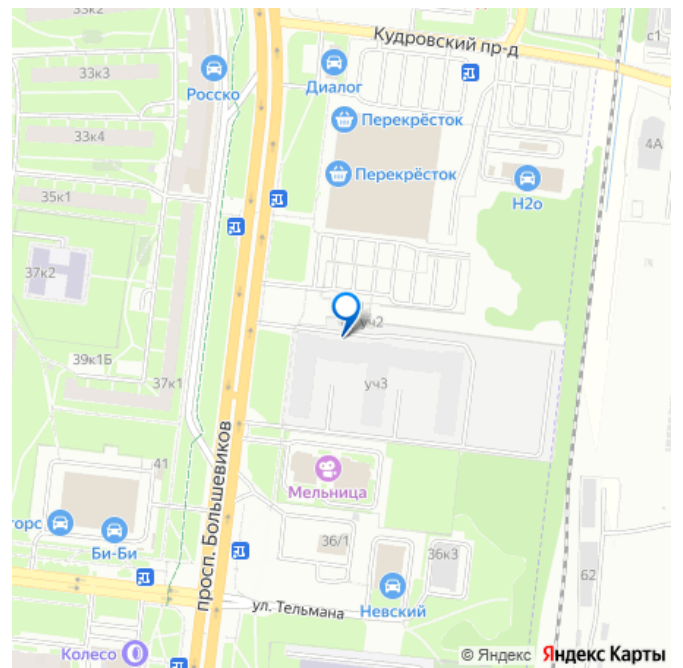 33к2
Кудровский пр-д
с1
33к3
Росско
Диалог
Перекрёсток
33к4
4А
Перекрёсток
35к1
Н2о
37к2
уч2
39к1Б
37к1
уч3
просп. Большевиков
41
Мельница
горс
Би-Би
36/1
36к3
62
ул. Тельмана
Невский
Колесо
© Яндекс Яндекс Карты